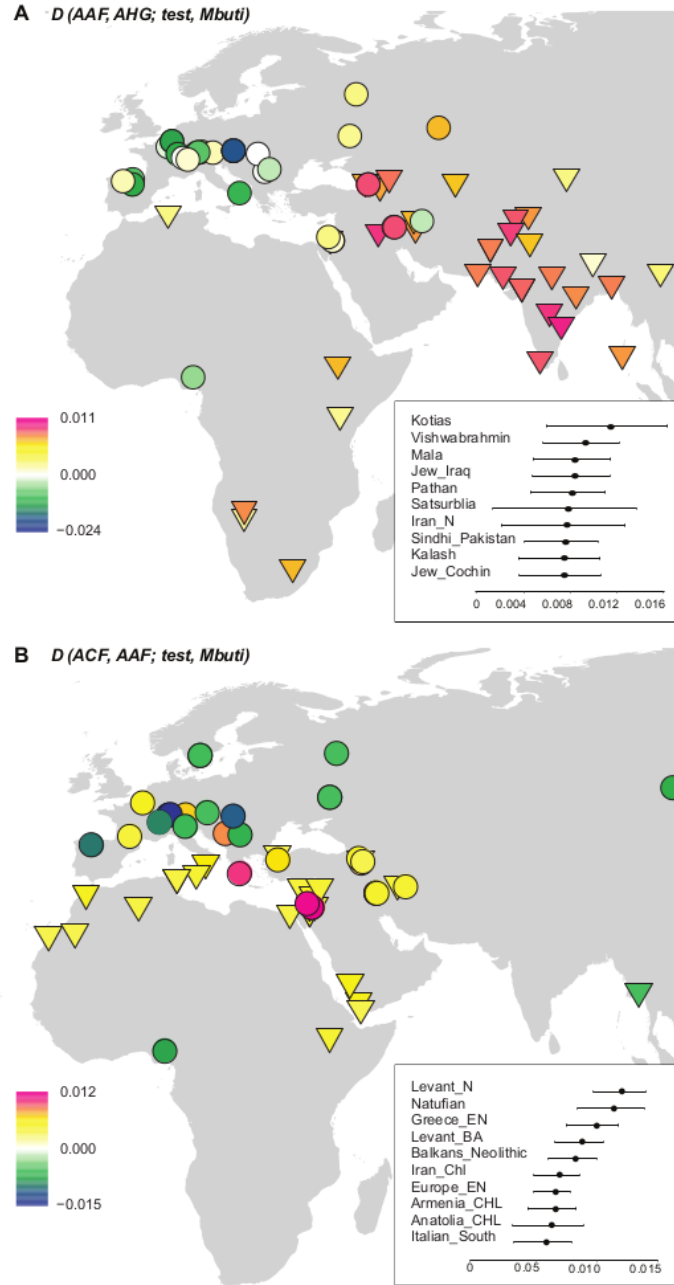 A D (AAF, AHG; test, Mbuti)
0.011
0.000
−0.024
Kotias
Vishwabrahmin
Mala
Jew_Iraq
Pathan
Satsurblia
Iran_N
Sindhi_Pakistan
Kalash
Jew_Cochin
0 0.004 0.008 0.012 0.016
B D (ACF, AAF; test, Mbuti)
0.012
0.000
−0.015
Levant_N
Natufian
Greece_EN
Levant_BA
Balkans_Neolithic
Iran_Chl
Europe_EN
Armenia_CHL
Anatolia_CHL
Italian_South
0 0.05 0.010 0.015